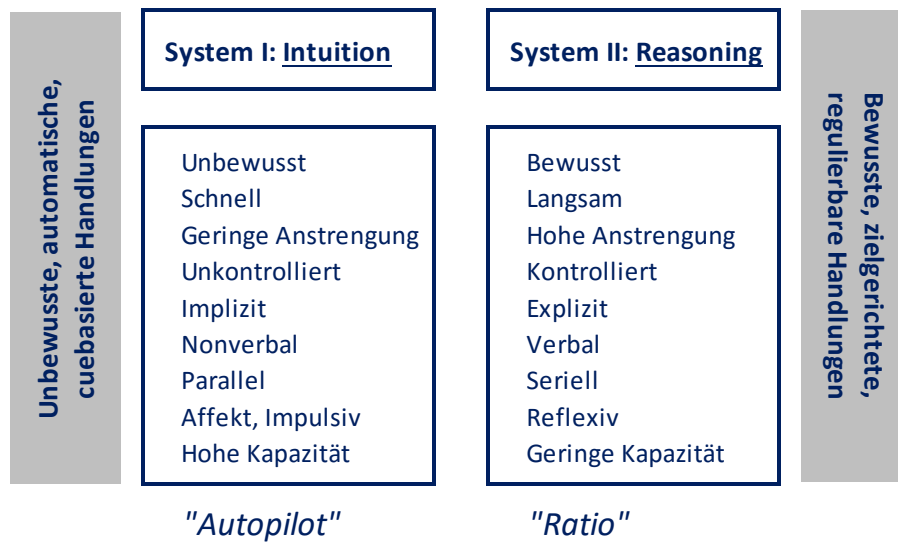 Unbewusste, automatische,
cuebasierte Handlungen
System I: Intuition
Unbewusst
Schnell
Geringe Anstrengung
Unkontrolliert
Implizit
Nonverbal
Parallel
Affekt, Impulsiv
Hohe Kapazität
"Autopilot"
System II: Reasoning
Bewusst
Langsam
Hohe Anstrengung
Kontrolliert
Explizit
Verbal
Seriell
Reflexiv
Geringe Kapazität
"Ratio"
Bewusste, zielgerichtete,
regulierbare Handlungen